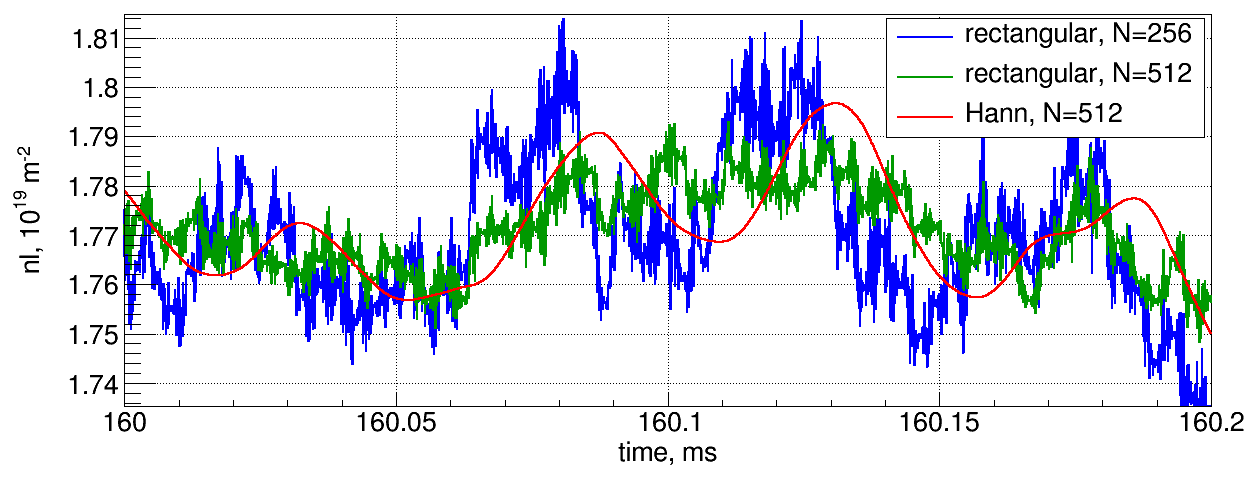 rectangular, N=256
rectangular, N=512
Hann, N=512
nl, 10¹⁹ m⁻²
1.81
1.8
1.79
1.78
1.77
1.76
1.75
1.74
160 160.05 160.1 160.15 160.2
time, ms